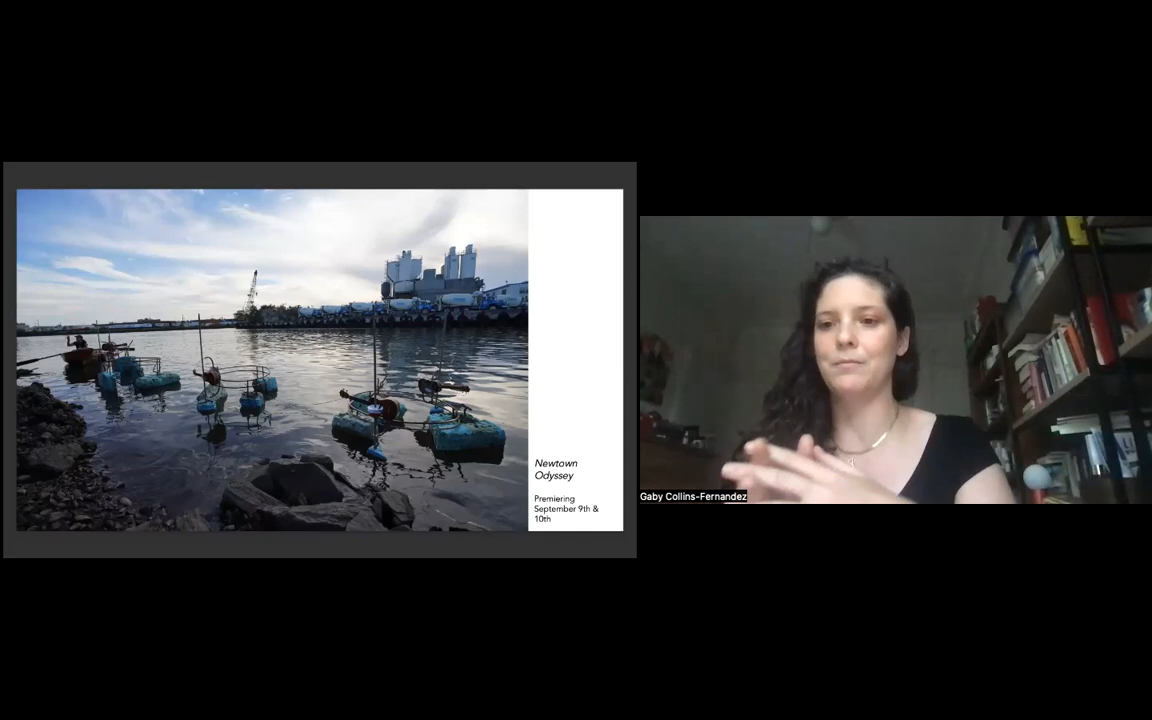 Newtown
Odyssey
Premiering
September 9th &
10th
Gaby Collins-Fernandez